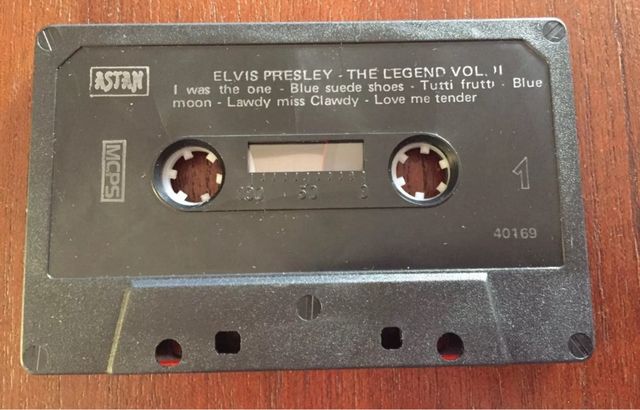 ASTAN
ELVIS PRESLEY - THE LEGEND VOL. II
I was the one - Blue suede shoes - Tutti frutti - Blue
moon - Lawdy miss Clawdy - Love me tender
MCPS
1
100 50 0
40169